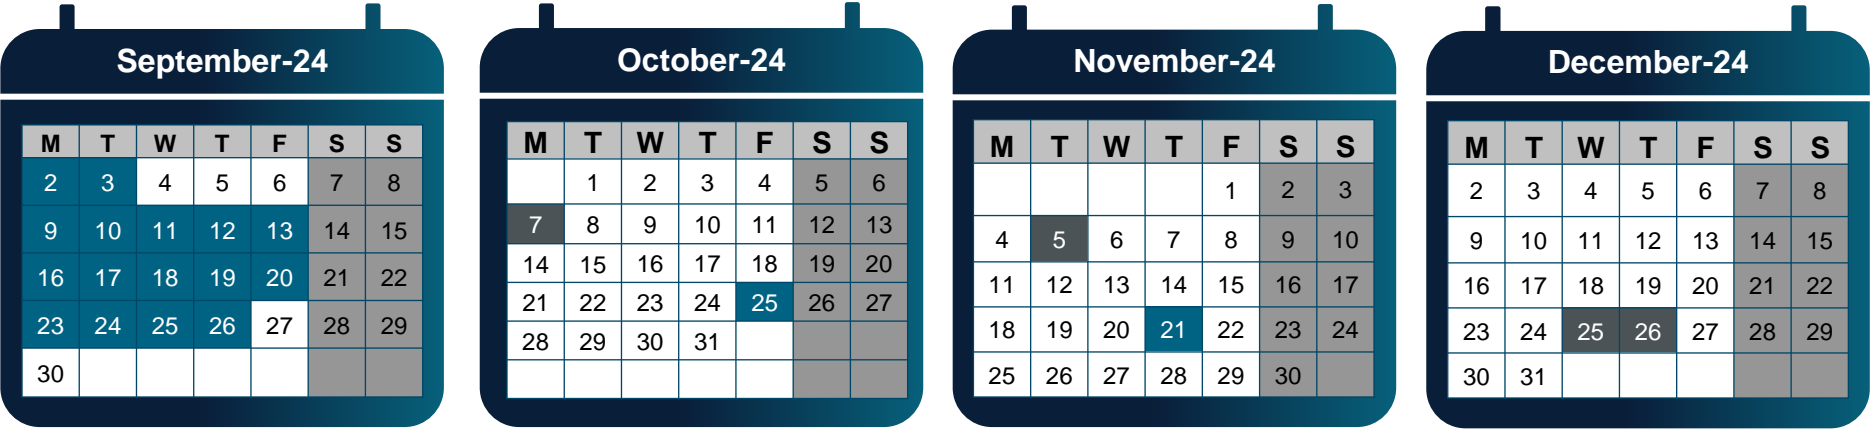 September-24
M T W T F S S
2 3 4 5 6 7 8
9 10 11 12 13 14 15
16 17 18 19 20 21 22
23 24 25 26 27 28 29
30
October-24
M T W T F S S
1 2 3 4 5 6
7 8 9 10 11 12 13
14 15 16 17 18 19 20
21 22 23 24 25 26 27
28 29 30 31
November-24
M T W T F S S
1 2 3
4 5 6 7 8 9 10
11 12 13 14 15 16 17
18 19 20 21 22 23 24
25 26 27 28 29 30
December-24
M T W T F S S
2 3 4 5 6 7 8
9 10 11 12 13 14 15
16 17 18 19 20 21 22
23 24 25 26 27 28 29
30 31